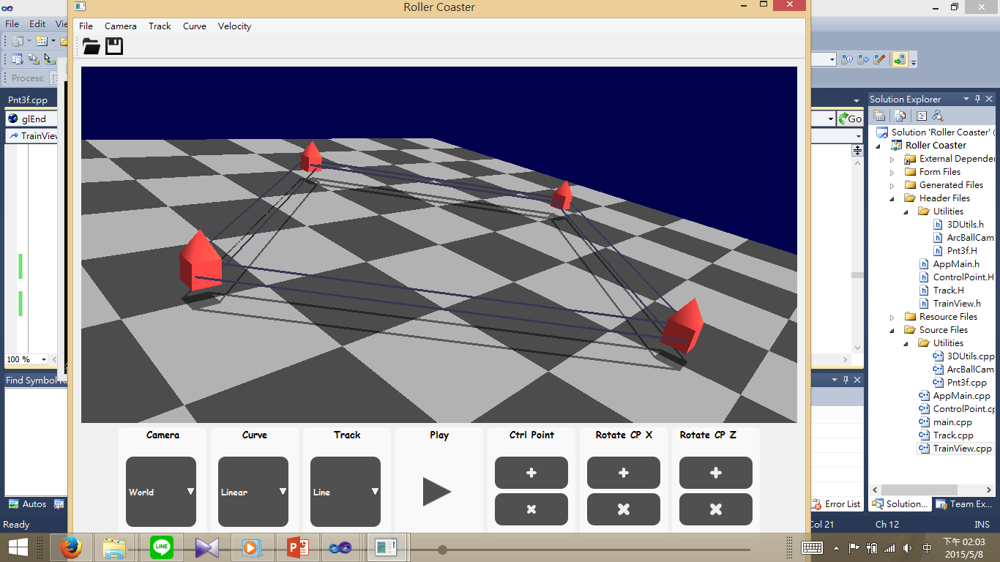 Roller Coaster
File Edit Vie
File Camera Track Curve Velocity
Process:
Pnt3f.cpp
glEnd
Go
TrainView
100 %
Find Symbol
Autos
Ready
Camera Curve Track Play Ctrl Point Rotate CP X Rotate CP Z
World Linear Line
Solution Explorer
Solution 'Roller Coaster' (
Roller Coaster
External Depender
Form Files
Generated Files
Header Files
Utilities
3DUtils.h
ArcBallCam
Pnt3f.H
AppMain.h
ControlPoint.H
Track.H
TrainView.h
Resource Files
Source Files
Utilities
3DUtils.cpp
ArcBallCam
Pnt3f.cpp
AppMain.cpp
ControlPoint.cp
main.cpp
Track.cpp
TrainView.cpp
Error List
Solution... Team Ex...
Col 21 Ch 12 INS
LINE
中
下午 02:03
2015/5/8